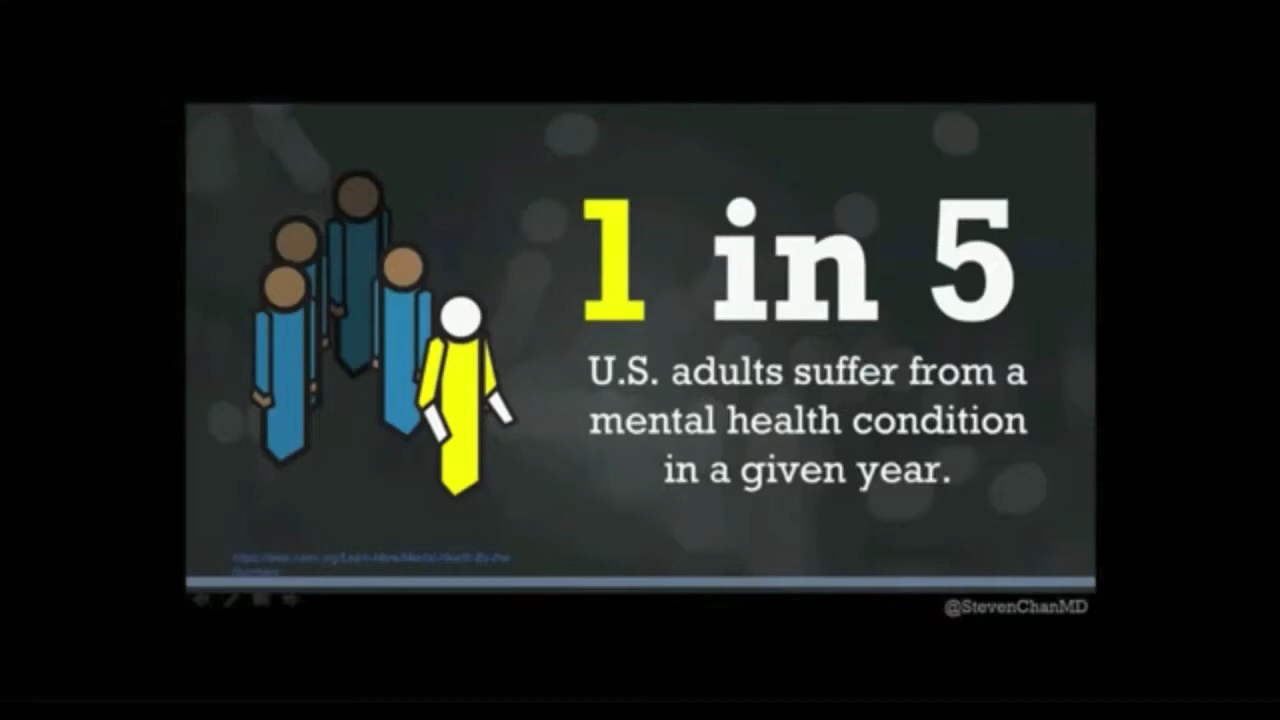 1 in 5
U.S. adults suffer from a
mental health condition
in a given year.
@StevenChanMD